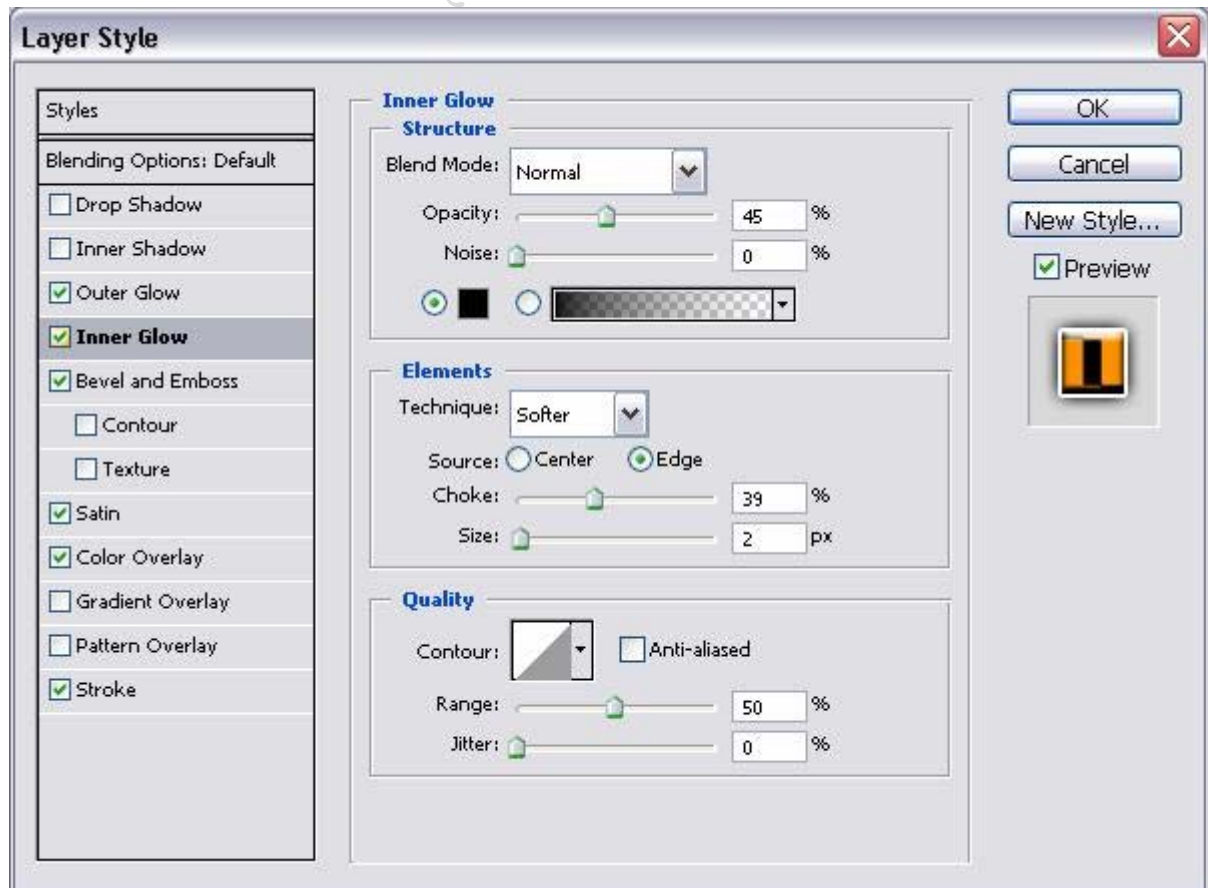 Layer Style
Styles
Blending Options: Default
Drop Shadow
Inner Shadow
Outer Glow
Inner Glow
Bevel and Emboss
Contour
Texture
Satin
Color Overlay
Gradient Overlay
Pattern Overlay
Stroke
Inner Glow
Structure
Blend Mode: Normal
Opacity: 45 %
Noise: 0 %
Elements
Technique: Softer
Source: Center Edge
Choke: 39 %
Size: 2 px
Quality
Contour: Anti-aliased
Range: 50 %
Jitter: 0 %
OK
Cancel
New Style...
Preview